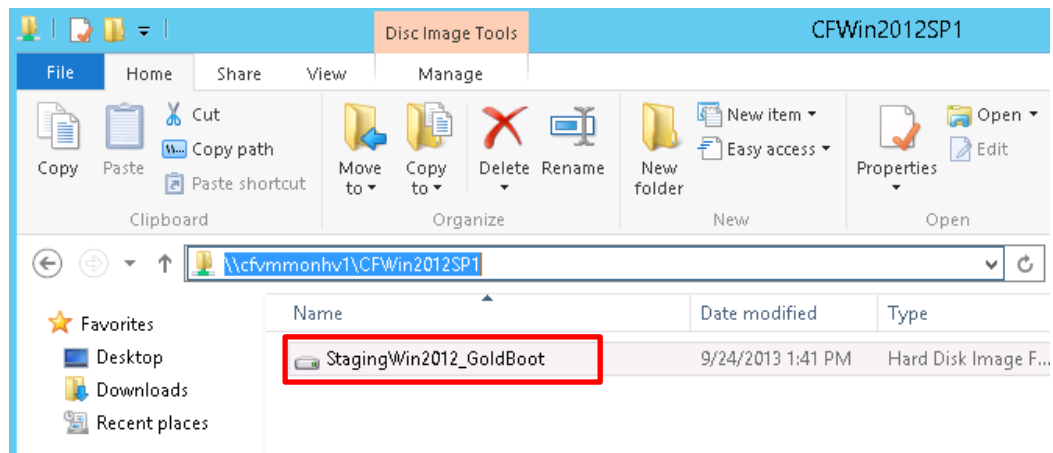 Disc Image Tools
CFWin2012SP1
File Home Share View Manage
Cut
Copy path
Paste shortcut
Copy Paste
Move to
Copy to
Delete Rename
New folder
New item
Easy access
Properties
Open
Edit
Clipboard Organize New Open
\\cfvmmonhv1\CFWin2012SP1
Name Date modified Type
Favorites
StagingWin2012_GoldBoot 9/24/2013 1:41 PM Hard Disk Image F...
Desktop
Downloads
Recent places